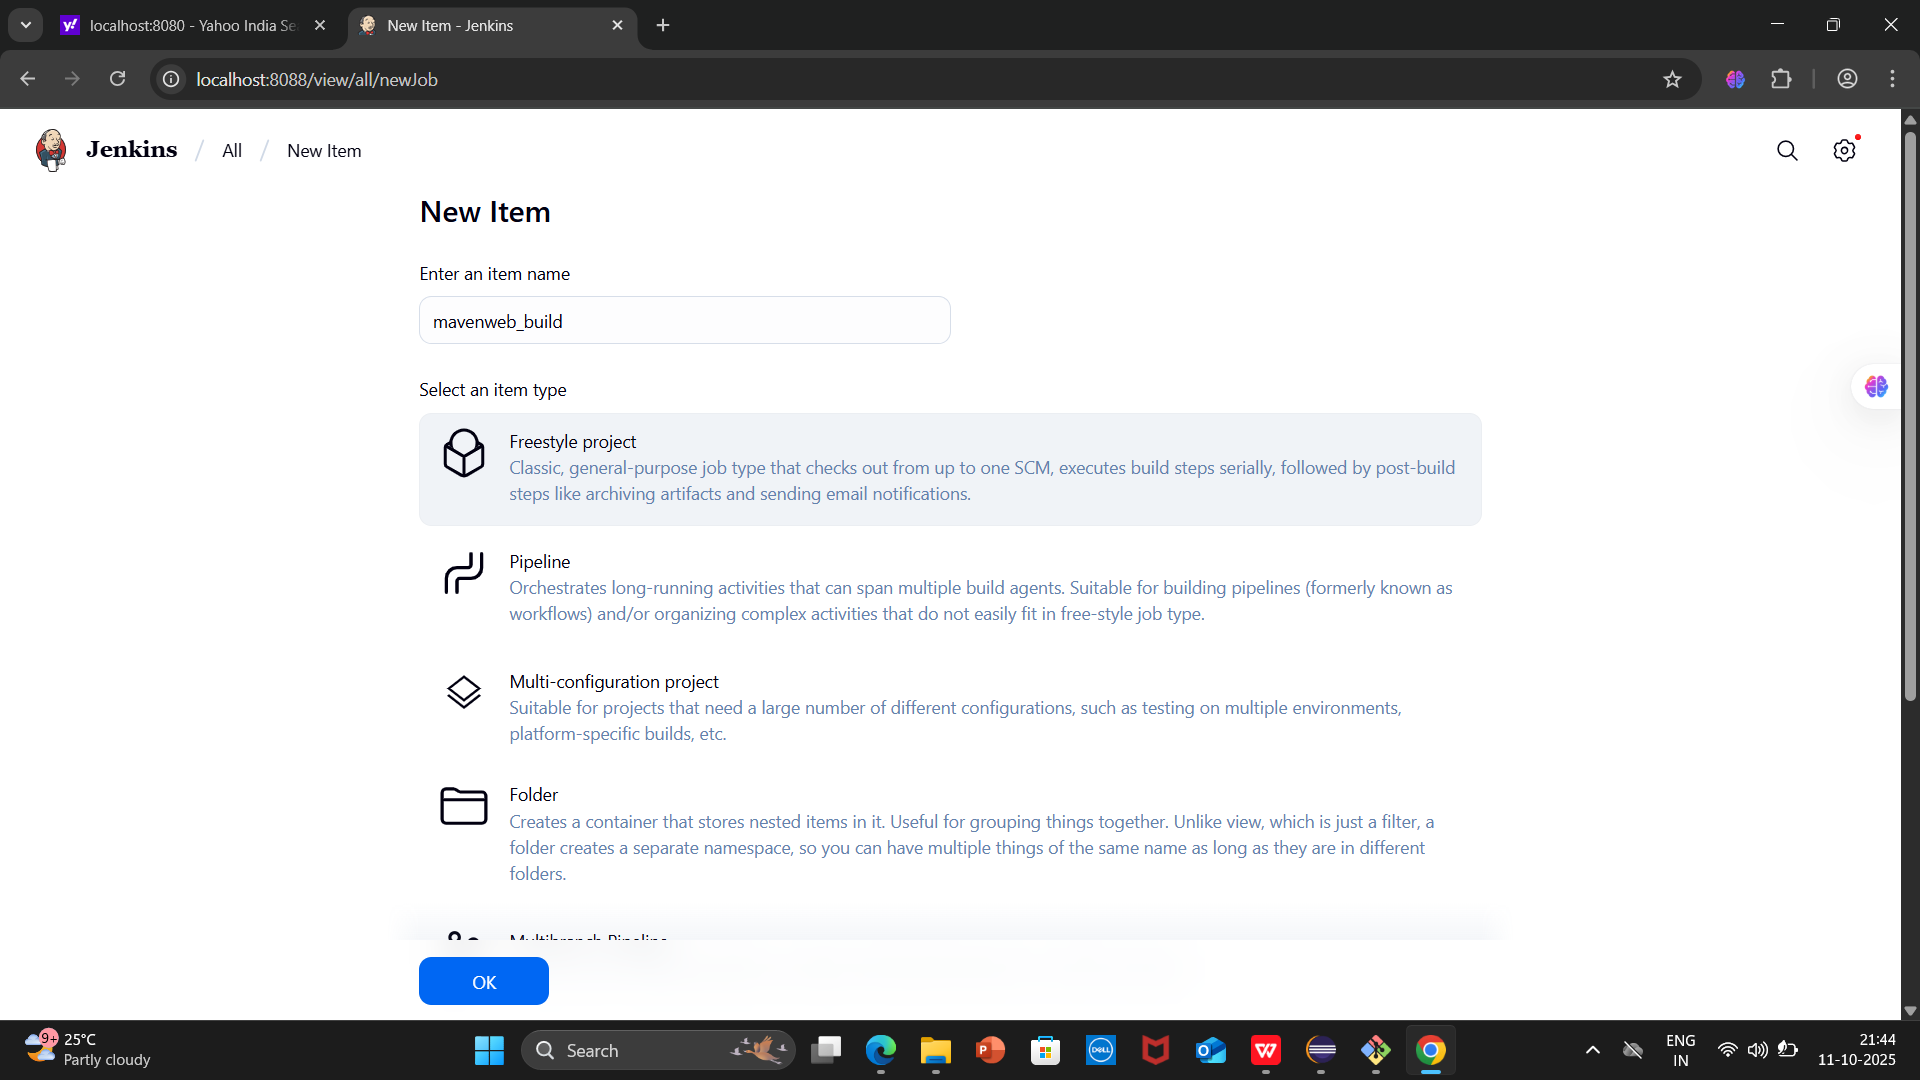 localhost:8080 - Yahoo India Se
New Item - Jenkins
localhost:8088/view/all/newJob
Jenkins / All / New Item
New Item
Enter an item name
mavenweb_build
Select an item type
Freestyle project
Classic, general-purpose job type that checks out from up to one SCM, executes build steps serially, followed by post-build
steps like archiving artifacts and sending email notifications.
Pipeline
Orchestrates long-running activities that can span multiple build agents. Suitable for building pipelines (formerly known as
workflows) and/or organizing complex activities that do not easily fit in free-style job type.
Multi-configuration project
Suitable for projects that need a large number of different configurations, such as testing on multiple environments,
platform-specific builds, etc.
Folder
Creates a container that stores nested items in it. Useful for grouping things together. Unlike view, which is just a filter, a
folder creates a separate namespace, so you can have multiple things of the same name as long as they are in different
folders.
Multibranch Pipeline
OK
9+
25°C
Partly cloudy
Search
DELL
ENG
IN
21:44
11-10-2025